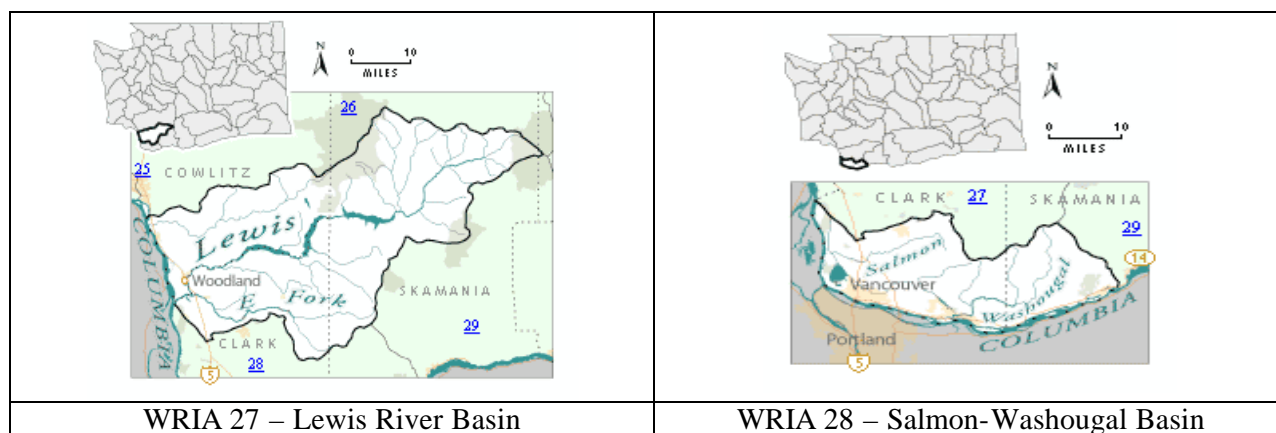 N
0 10
MILES
26
25
COWLITZ
Lewis
COLUMBIA
Woodland
E Fork
SKAMANIA
29
CLARK
28
5
WRIA 27 – Lewis River Basin
N
0 10
MILES
CLARK
27
SKAMANIA
29
14
Salmon
Vancouver
Washougal
COLUMBIA
Portland
5
WRIA 28 – Salmon-Washougal Basin